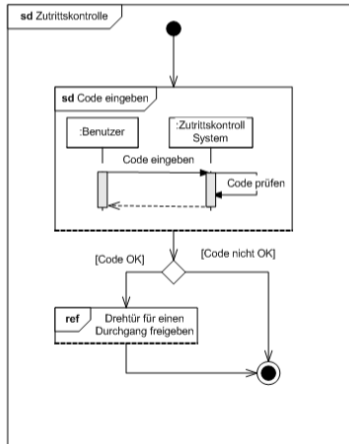 sd Zutrittskontrolle
sd Code eingeben
:Benutzer
:Zutrittskontroll
System
Code eingeben
Code prüfen
[Code OK]
[Code nicht OK]
ref
Drehtür für einen
Durchgang freigeben